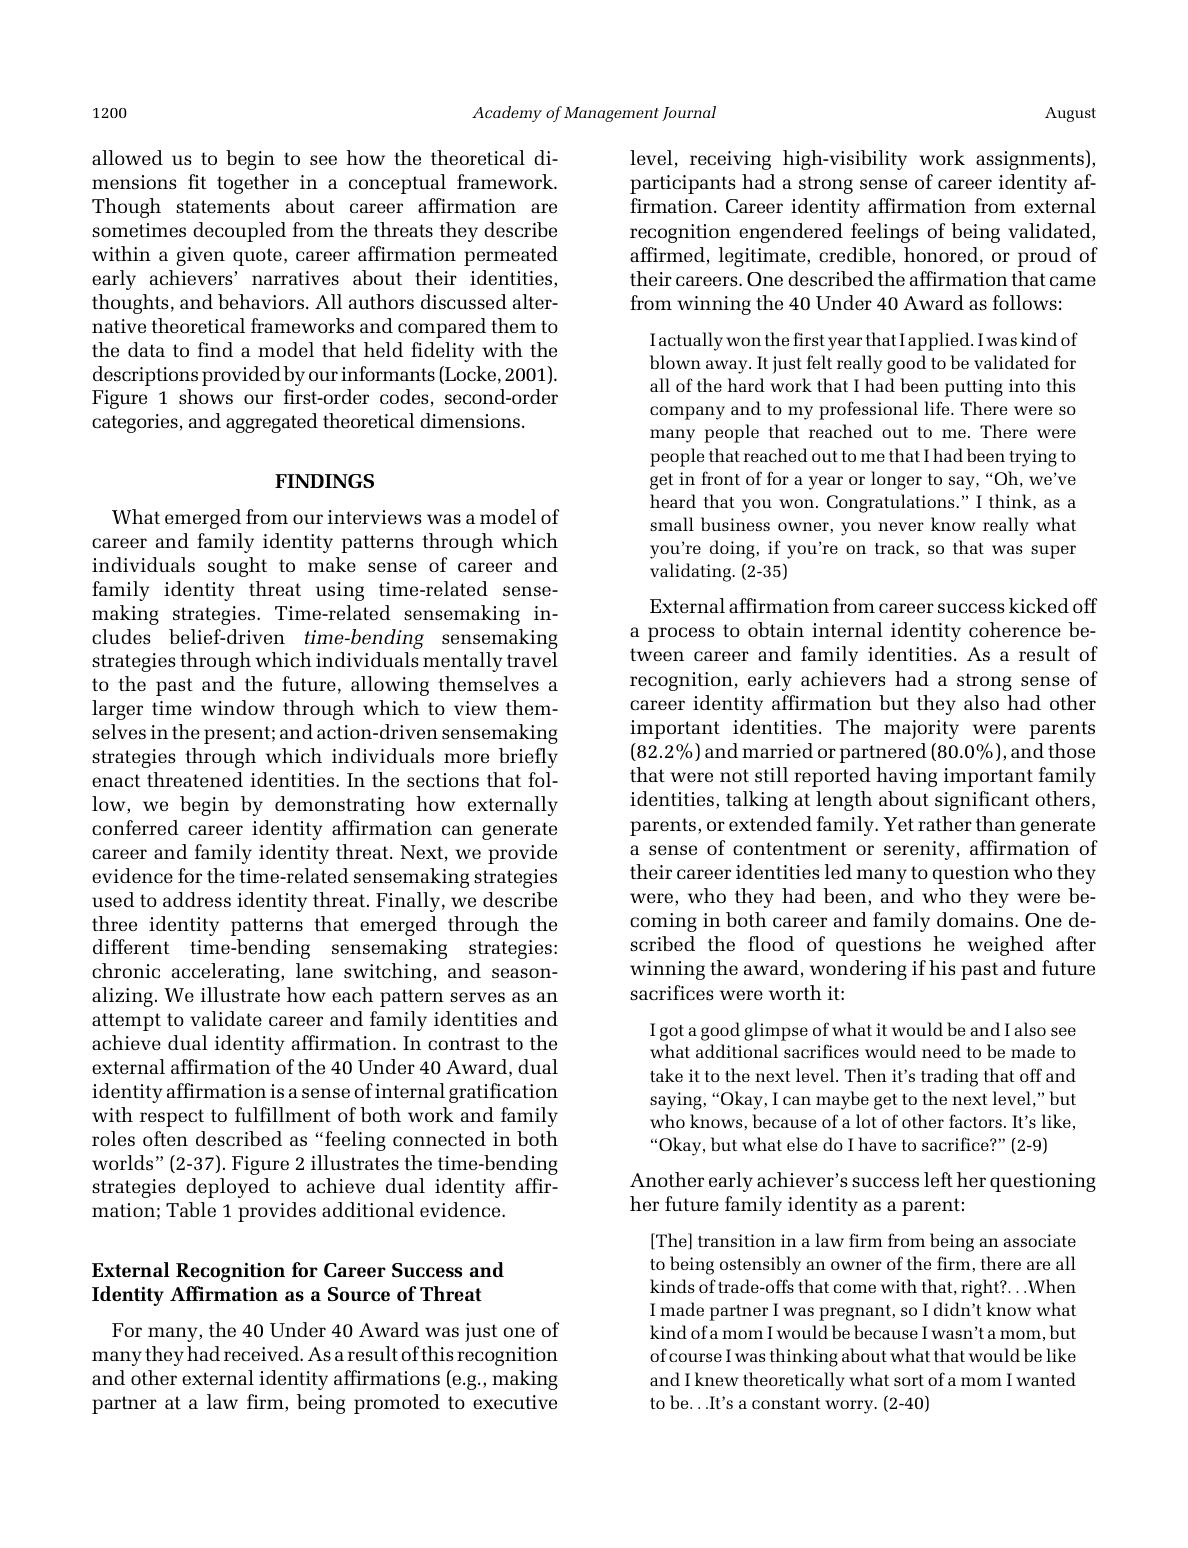 1200
Academy of Management Journal
August
allowed us to begin to see how the theoretical di-
mensions fit together in a conceptual framework.
Though statements about career affirmation are
sometimes decoupled from the threats they describe
within a given quote, career affirmation permeated
early achievers’ narratives about their identities,
thoughts, and behaviors. All authors discussed alter-
native theoretical frameworks and compared them to
the data to find a model that held fidelity with the
descriptions provided by our informants (Locke, 2001).
Figure 1 shows our first-order codes, second-order
categories, and aggregated theoretical dimensions.
FINDINGS
What emerged from our interviews was a model of
career and family identity patterns through which
individuals sought to make sense of career and
family identity threat using time-related sense-
making strategies. Time-related sensemaking in-
cludes belief-driven time-bending sensemaking
strategies through which individuals mentally travel
to the past and the future, allowing themselves a
larger time window through which to view them-
selves in the present; and action-driven sensemaking
strategies through which individuals more briefly
enact threatened identities. In the sections that fol-
low, we begin by demonstrating how externally
conferred career identity affirmation can generate
career and family identity threat. Next, we provide
evidence for the time-related sensemaking strategies
used to address identity threat. Finally, we describe
three identity patterns that emerged through the
different time-bending sensemaking strategies:
chronic accelerating, lane switching, and season-
alizing. We illustrate how each pattern serves as an
attempt to validate career and family identities and
achieve dual identity affirmation. In contrast to the
external affirmation of the 40 Under 40 Award, dual
identity affirmation is a sense of internal gratification
with respect to fulfillment of both work and family
roles often described as “feeling connected in both
worlds” (2-37). Figure 2 illustrates the time-bending
strategies deployed to achieve dual identity affir-
mation; Table 1 provides additional evidence.
External Recognition for Career Success and
Identity Affirmation as a Source of Threat
For many, the 40 Under 40 Award was just one of
many they had received. As a result of this recognition
and other external identity affirmations (e.g., making
partner at a law firm, being promoted to executive
level, receiving high-visibility work assignments),
participants had a strong sense of career identity af-
firmation. Career identity affirmation from external
recognition engendered feelings of being validated,
affirmed, legitimate, credible, honored, or proud of
their careers. One described the affirmation that came
from winning the 40 Under 40 Award as follows:
I actually won the first year that I applied. I was kind of
blown away. It just felt really good to be validated for
all of the hard work that I had been putting into this
company and to my professional life. There were so
many people that reached out to me. There were
people that reached out to me that I had been trying to
get in front of for a year or longer to say, “Oh, we’ve
heard that you won. Congratulations.” I think, as a
small business owner, you never know really what
you’re doing, if you’re on track, so that was super
validating. (2-35)
External affirmation from career success kicked off
a process to obtain internal identity coherence be-
tween career and family identities. As a result of
recognition, early achievers had a strong sense of
career identity affirmation but they also had other
important identities. The majority were parents
(82.2%) and married or partnered (80.0%), and those
that were not still reported having important family
identities, talking at length about significant others,
parents, or extended family. Yet rather than generate
a sense of contentment or serenity, affirmation of
their career identities led many to question who they
were, who they had been, and who they were be-
coming in both career and family domains. One de-
scribed the flood of questions he weighed after
winning the award, wondering if his past and future
sacrifices were worth it:
I got a good glimpse of what it would be and I also see
what additional sacrifices would need to be made to
take it to the next level. Then it’s trading that off and
saying, “Okay, I can maybe get to the next level,” but
who knows, because of a lot of other factors. It’s like,
“Okay, but what else do I have to sacrifice?” (2-9)
Another early achiever’s success left her questioning
her future family identity as a parent:
[The] transition in a law firm from being an associate
to being ostensibly an owner of the firm, there are all
kinds of trade-offs that come with that, right?. . .When
I made partner I was pregnant, so I didn’t know what
kind of a mom I would be because I wasn’t a mom, but
of course I was thinking about what that would be like
and I knew theoretically what sort of a mom I wanted
to be. . .It’s a constant worry. (2-40)